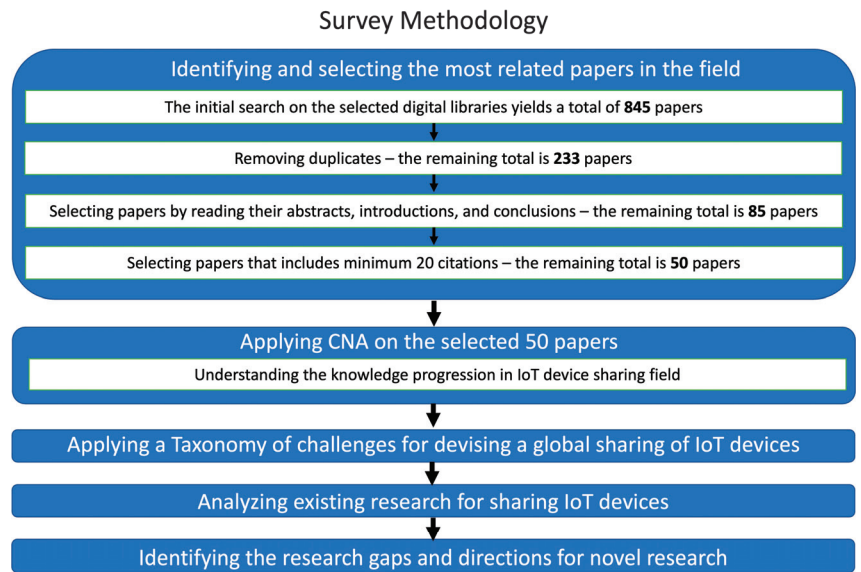 Survey Methodology
Identifying and selecting the most related papers in the field
The initial search on the selected digital libraries yields a total of 845 papers
Removing duplicates – the remaining total is 233 papers
Selecting papers by reading their abstracts, introductions, and conclusions – the remaining total is 85 papers
Selecting papers that includes minimum 20 citations – the remaining total is 50 papers
Applying CNA on the selected 50 papers
Understanding the knowledge progression in IoT device sharing field
Applying a Taxonomy of challenges for devising a global sharing of IoT devices
Analyzing existing research for sharing IoT devices
Identifying the research gaps and directions for novel research